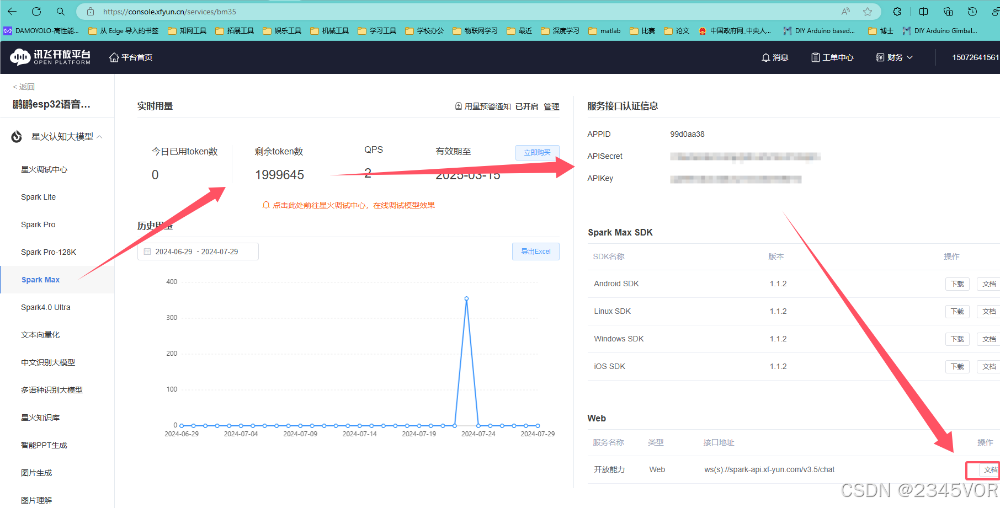 https://console.xfyun.cn/services/bm35
DAMOYOLO-高性能...
从 Edge 导入的书签
知网工具
拓展工具
娱乐工具
机械工具
学习工具
学校办公
物联网学习
最近
深度学习
matlab
比赛
论文
中国政府网_中央人...
DIY Arduino based...
博士
DIY Arduino Gimbal...
讯飞开放平台
OPEN PLATFORM
平台首页
消息
工单中心
财务
15072641561
< 返回
鹏鹏esp32语音...
星火认知大模型
星火调试中心
Spark Lite
Spark Pro
Spark Pro-128K
Spark Max
Spark4.0 Ultra
文本向量化
中文识别大模型
多语种识别大模型
星火知识库
智能PPT生成
图片生成
图片理解
实时用量
用量预警通知 已开启 管理
今日已用token数
0
剩余token数
1999645
QPS
2
有效期至
2025-03-15
立即购买
点击此处前往星火调试中心，在线调试模型效果
历史用量
2024-06-29 - 2024-07-29
导出Excel
400
300
200
100
0
2024-06-29
2024-07-04
2024-07-09
2024-07-14
2024-07-19
2024-07-24
2024-07-29
服务接口认证信息
APPID 99d0aa38
APISecret
APIKey
Spark Max SDK
SDK名称 版本 操作
Android SDK 1.1.2 下载 文档
Linux SDK 1.1.2 下载 文档
Windows SDK 1.1.2 下载 文档
iOS SDK 1.1.2 下载 文档
Web
服务名称 类型 接口地址 操作
开放能力 Web ws(s)://spark-api.xf-yun.com/v3.5/chat 文档
CSDN @2345VOR